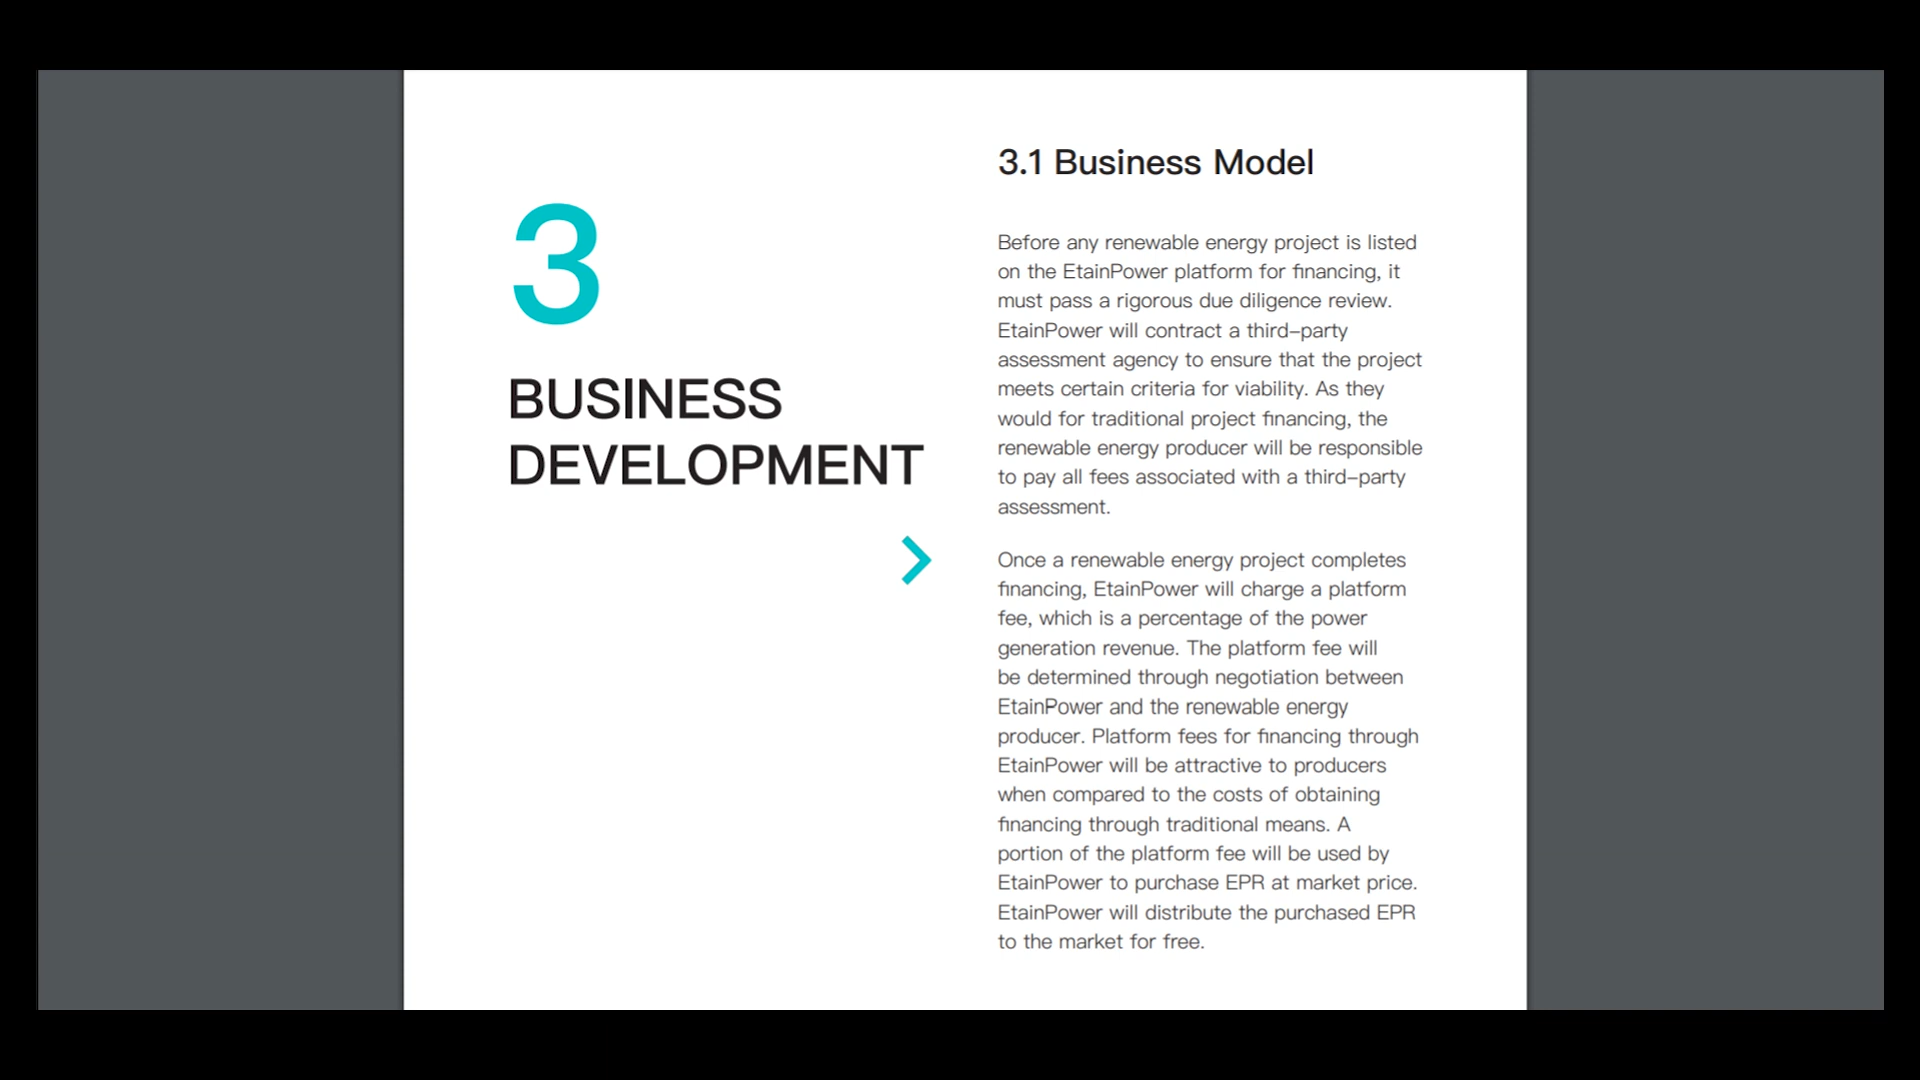 3
BUSINESS
DEVELOPMENT
3.1 Business Model
Before any renewable energy project is listed
on the EtainPower platform for financing, it
must pass a rigorous due diligence review.
EtainPower will contract a third–party
assessment agency to ensure that the project
meets certain criteria for viability. As they
would for traditional project financing, the
renewable energy producer will be responsible
to pay all fees associated with a third–party
assessment.
Once a renewable energy project completes
financing, EtainPower will charge a platform
fee, which is a percentage of the power
generation revenue. The platform fee will
be determined through negotiation between
EtainPower and the renewable energy
producer. Platform fees for financing through
EtainPower will be attractive to producers
when compared to the costs of obtaining
financing through traditional means. A
portion of the platform fee will be used by
EtainPower to purchase EPR at market price.
EtainPower will distribute the purchased EPR
to the market for free.